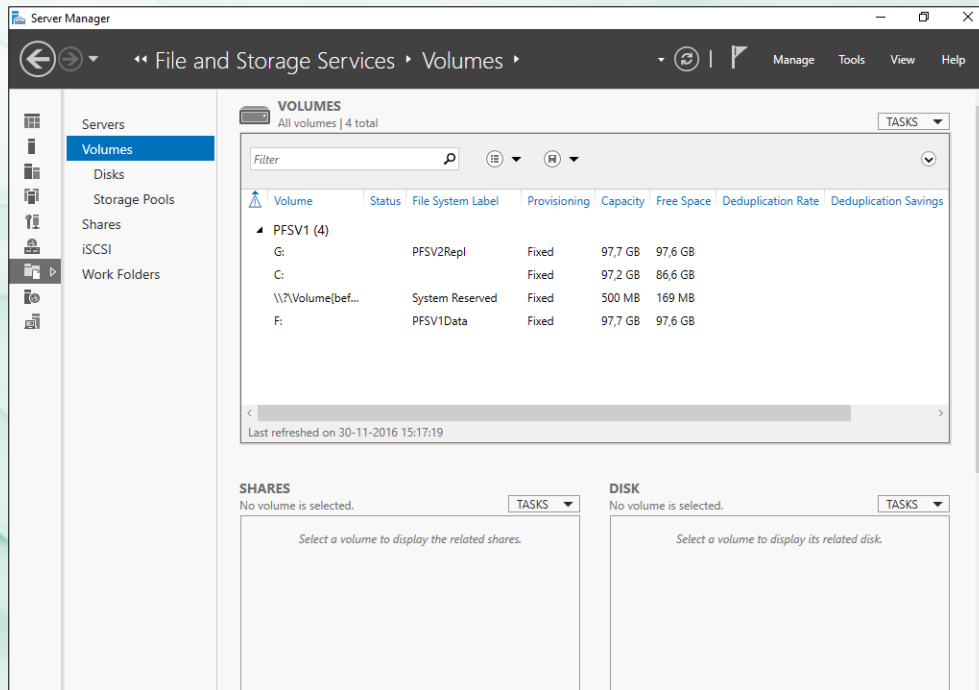 Server Manager
File and Storage Services Volumes
Manage Tools View Help
Servers
Volumes
Disks
Storage Pools
Shares
iSCSI
Work Folders
VOLUMES
All volumes | 4 total
TASKS
Filter
Volume Status File System Label Provisioning Capacity Free Space Deduplication Rate Deduplication Savings
PFSV1 (4)
G: PFSV2Repl Fixed 97,7 GB 97,6 GB
C: Fixed 97,2 GB 86,6 GB
\\?\Volume{bef... System Reserved Fixed 500 MB 169 MB
F: PFSV1Data Fixed 97,7 GB 97,6 GB
Last refreshed on 30-11-2016 15:17:19
SHARES
No volume is selected.
TASKS
Select a volume to display the related shares.
DISK
No volume is selected.
TASKS
Select a volume to display its related disk.